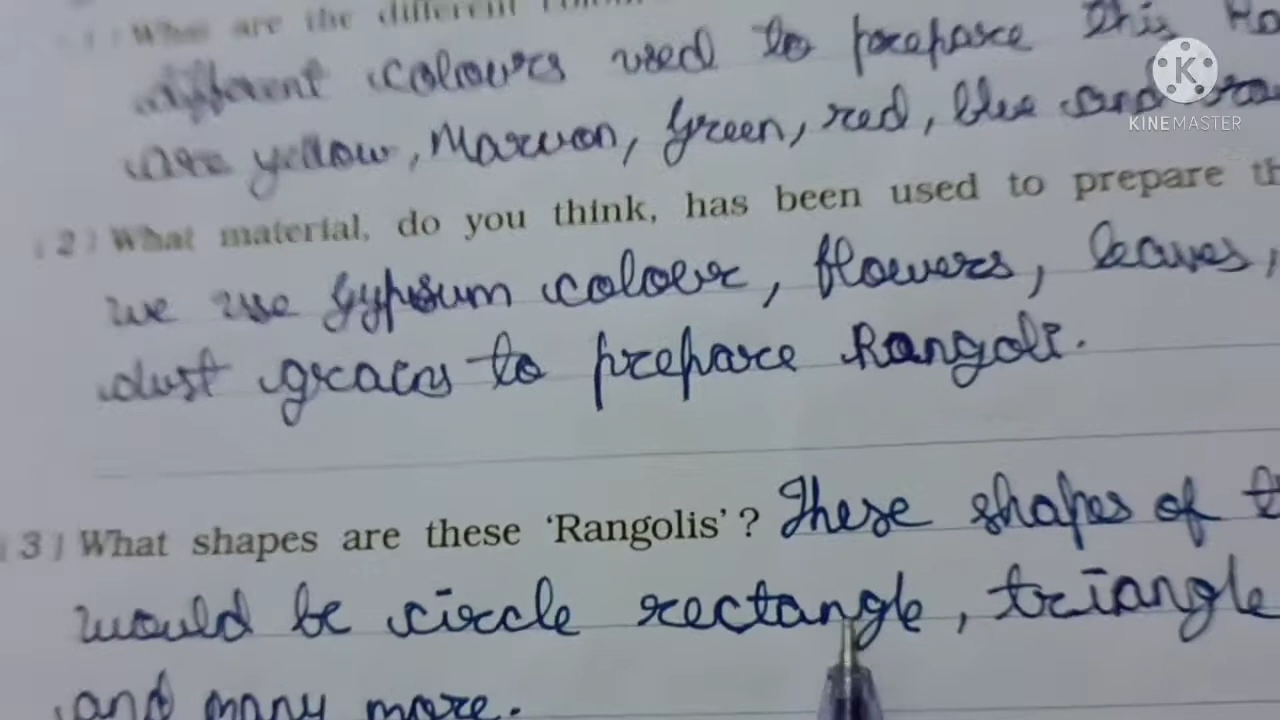 What are the different
different colours used to prepare this
are yellow, Maroon, green, red, blue and
KINEMASTER
(2) What material, do you think, has been used to prepare th
we use gypsum colour, flowers, leaves,
dust grains to prepare Rangoli.
(3) What shapes are these 'Rangolis'? These shapes of t
would be circle rectangle, triangle
and many more.